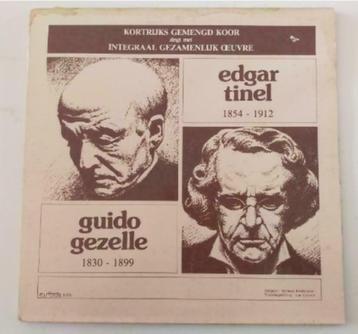 KORTRIJKS GEMENGD KOOR
zingt met
INTEGRAAL GEZAMENLIJK ŒUVRE
edgar
tinel
1854 - 1912
guido
gezelle
1830 - 1899